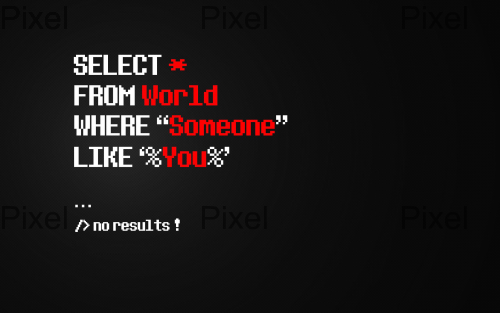 Pixel Pixel Pixel
SELECT *
FROM World
WHERE “Someone”
LIKE ‘%You%’
...
Pixel Pixel Pixel
/> no results !